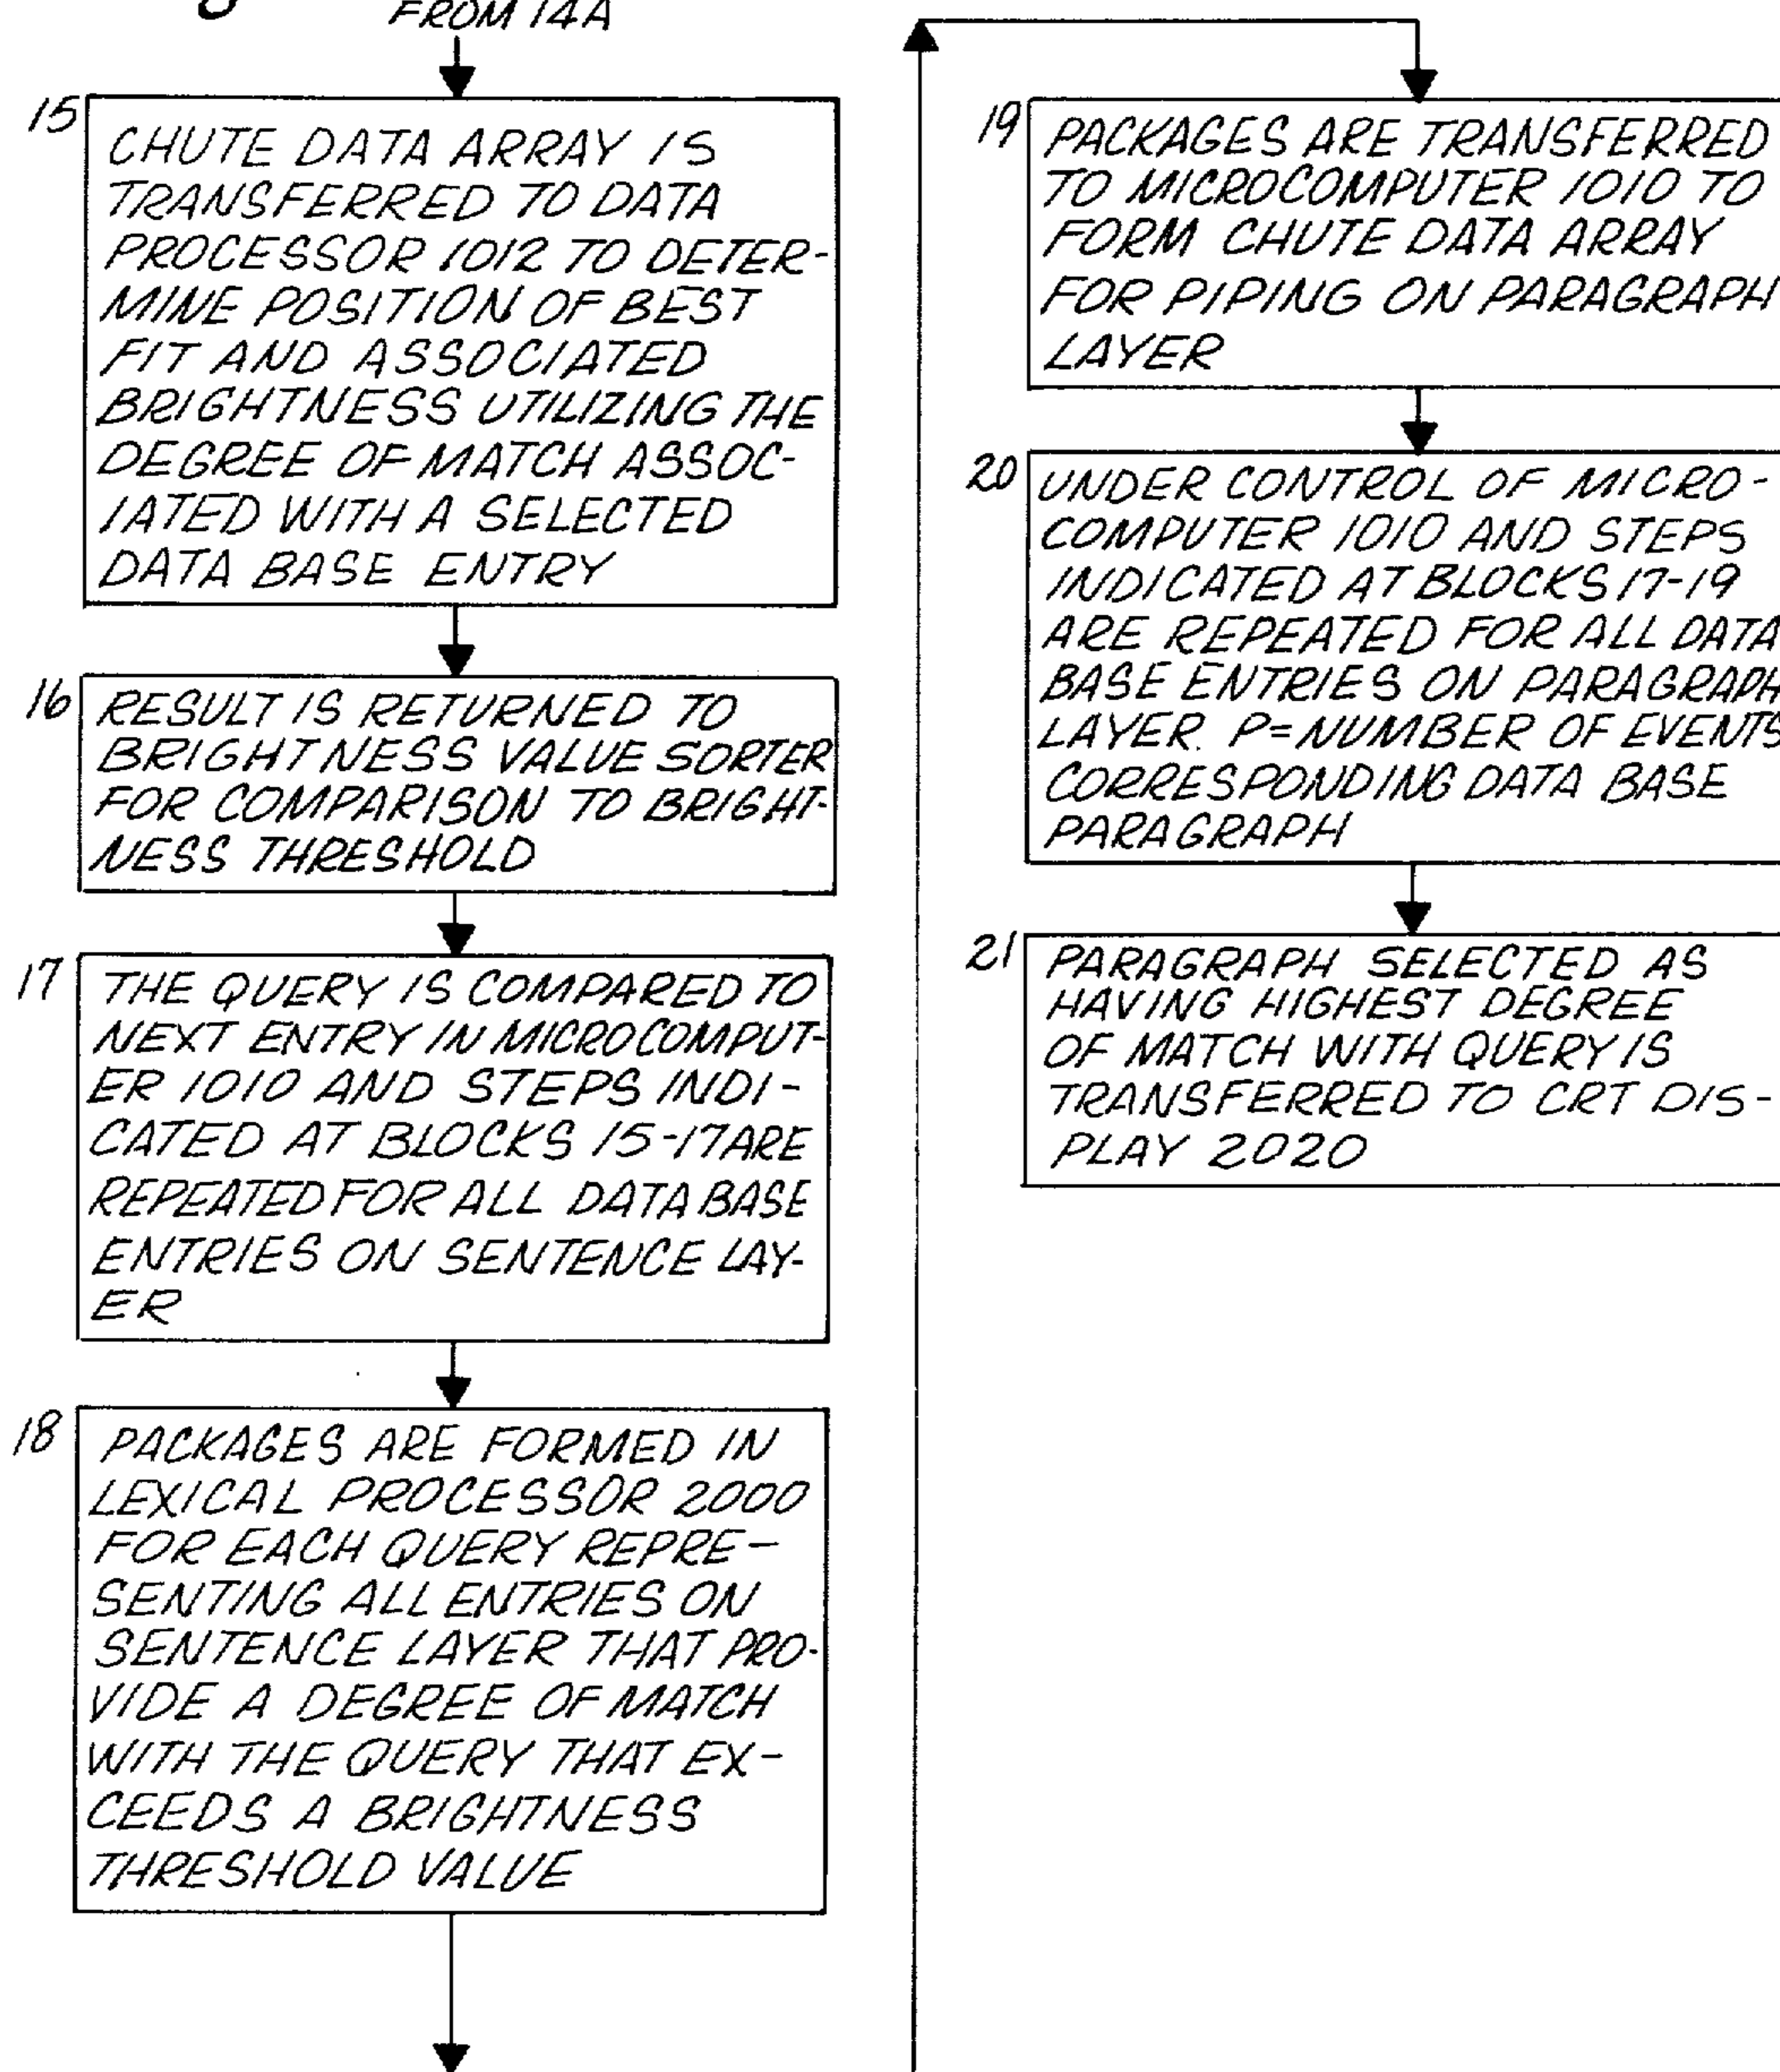 FROM 14A
15
CHUTE DATA ARRAY IS
TRANSFERRED TO DATA
PROCESSOR 1012 TO DETER-
MINE POSITION OF BEST
FIT AND ASSOCIATED
BRIGHTNESS UTILIZING THE
DEGREE OF MATCH ASSOC-
IATED WITH A SELECTED
DATA BASE ENTRY
16
RESULT IS RETURNED TO
BRIGHTNESS VALUE SORTER
FOR COMPARISON TO BRIGHT-
NESS THRESHOLD
17
THE QUERY IS COMPARED TO
NEXT ENTRY IN MICROCOMPUT-
ER 1010 AND STEPS INDI-
CATED AT BLOCKS 15-17 ARE
REPEATED FOR ALL DATA BASE
ENTRIES ON SENTENCE LAY-
ER
18
PACKAGES ARE FORMED IN
LEXICAL PROCESSOR 2000
FOR EACH QUERY REPRE-
SENTING ALL ENTRIES ON
SENTENCE LAYER THAT PRO-
VIDE A DEGREE OF MATCH
WITH THE QUERY THAT EX-
CEEDS A BRIGHTNESS
THRESHOLD VALUE
19
PACKAGES ARE TRANSFERRED
TO MICROCOMPUTER 1010 TO
FORM CHUTE DATA ARRAY
FOR PIPING ON PARAGRAPH
LAYER
20
UNDER CONTROL OF MICRO-
COMPUTER 1010 AND STEPS
INDICATED AT BLOCKS 17-19
ARE REPEATED FOR ALL DATA
BASE ENTRIES ON PARAGRAPH
LAYER. P=NUMBER OF EVENTS
CORRESPONDING DATA BASE
PARAGRAPH
21
PARAGRAPH SELECTED AS
HAVING HIGHEST DEGREE
OF MATCH WITH QUERY IS
TRANSFERRED TO CRT DIS-
PLAY 2020